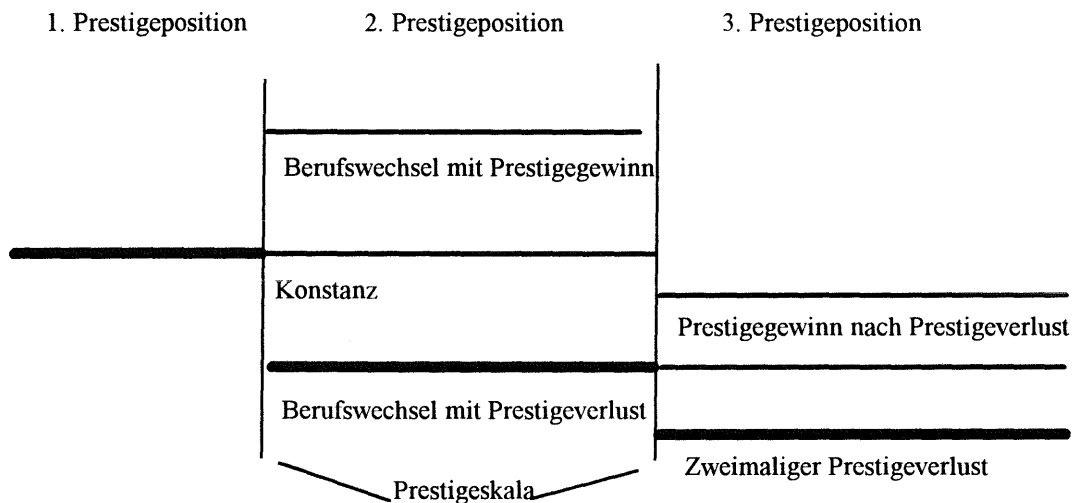 1. Prestigeposition 2. Prestigeposition 3. Prestigeposition
Berufswechsel mit Prestigegewinn
Konstanz
Prestigegewinn nach Prestigeverlust
Berufswechsel mit Prestigeverlust
Zweimaliger Prestigeverlust
Prestigeskala